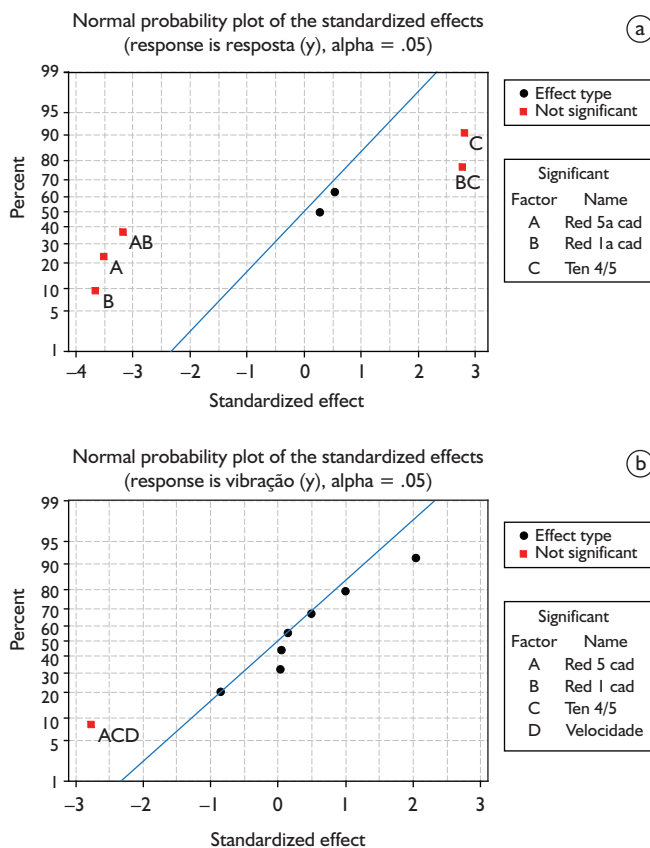 Normal probability plot of the standardized effects
(response is resposta (y), alpha = .05)
a
99
95
90
80
70
60
50
40
30
20
10
5
1
Percent
C
BC
AB
A
B
–4 –3 –2 –1 0 1 2 3
Standardized effect
Effect type
Not significant
Significant
Factor Name
A Red 5a cad
B Red 1a cad
C Ten 4/5
Normal probability plot of the standardized effects
(response is vibração (y), alpha = .05)
b
99
95
90
80
70
60
50
40
30
20
10
5
1
Percent
ACD
–3 –2 –1 0 1 2 3
Standardized effect
Effect type
Not significant
Significant
Factor Name
A Red 5 cad
B Red 1 cad
C Ten 4/5
D Velocidade